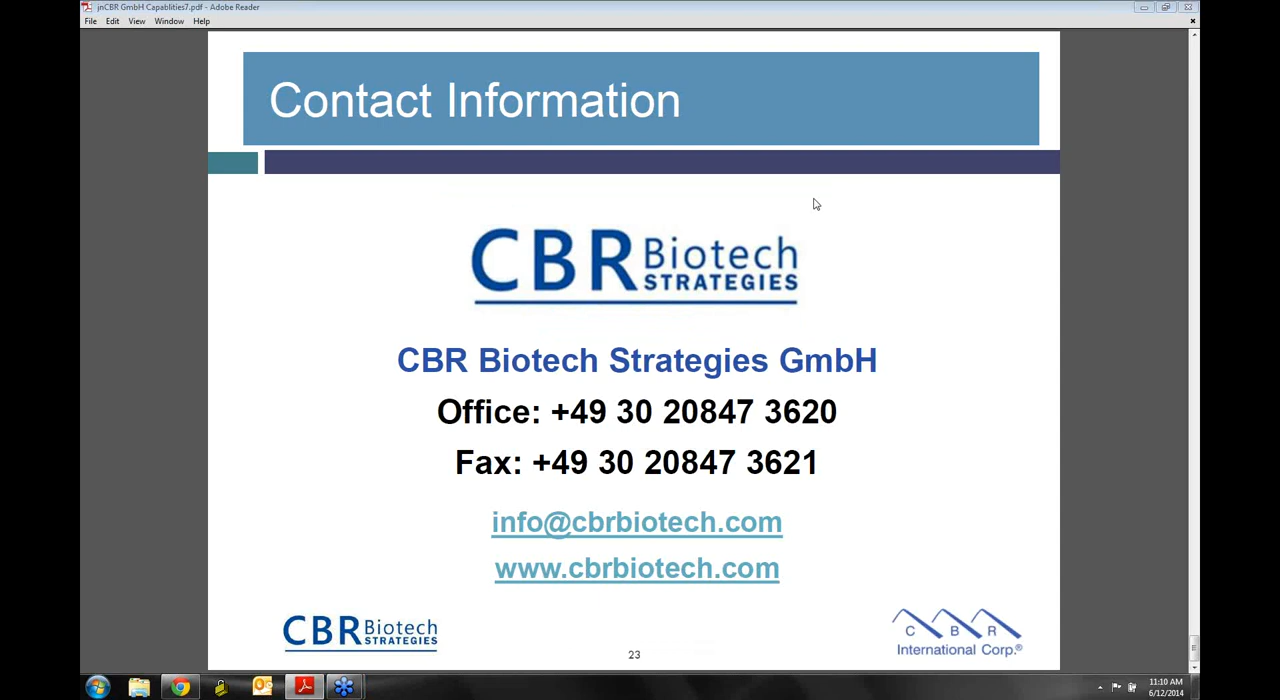 jnCBR GmbH Capablities7.pdf - Adobe Reader
File Edit View Window Help
Contact Information
CBR Biotech
STRATEGIES
CBR Biotech Strategies GmbH
Office: +49 30 20847 3620
Fax: +49 30 20847 3621
info@cbrbiotech.com
www.cbrbiotech.com
CBR Biotech
STRATEGIES
23
C B R
International Corp.®
11:10 AM
6/12/2014